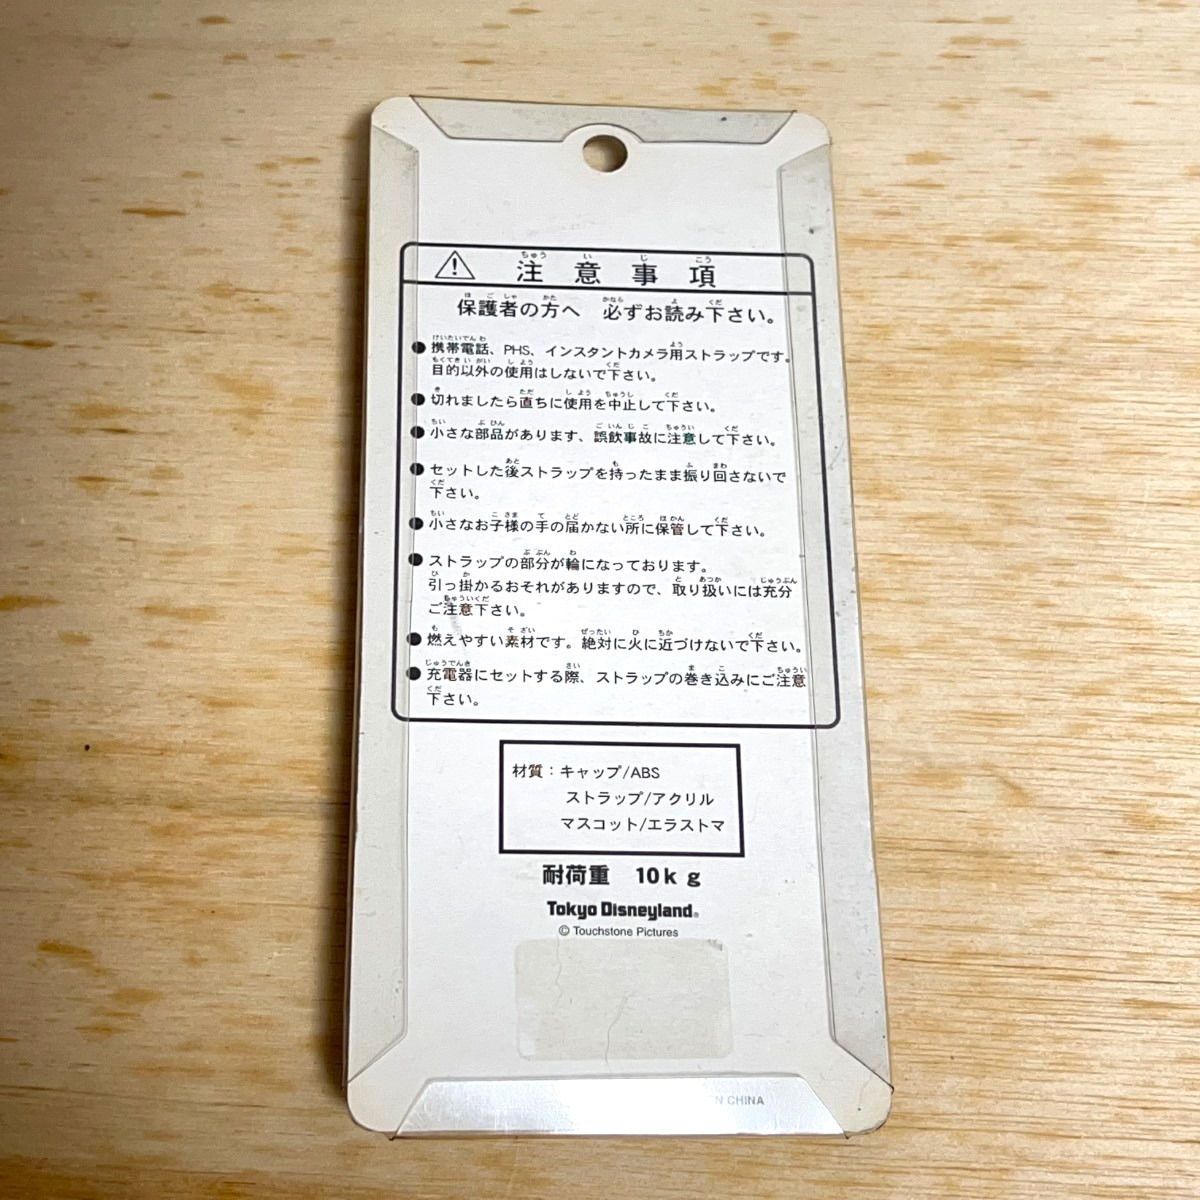 注意事項
保護者の方へ 必ずお読み下さい。
●携帯電話、PHS、インスタントカメラ用ストラップです。
目的以外の使用はしないで下さい。
●切れましたら直ちに使用を中止して下さい。
●小さな部品があります、誤飲事故に注意して下さい。
●セットした後ストラップを持ったまま振り回さないで
下さい。
●小さなお子様の手の届かない所に保管して下さい。
●ストラップの部分が輪になっております。
引っ掛かるおそれがありますので、取り扱いには充分
ご注意下さい。
●燃えやすい素材です。絶対に火に近づけないで下さい。
●充電器にセットする際、ストラップの巻き込みにご注意
下さい。
材質：キャップ/ABS
ストラップ/アクリル
マスコット/エラストマ
耐荷重 10kg
Tokyo Disneyland®
© Touchstone Pictures
CHINA